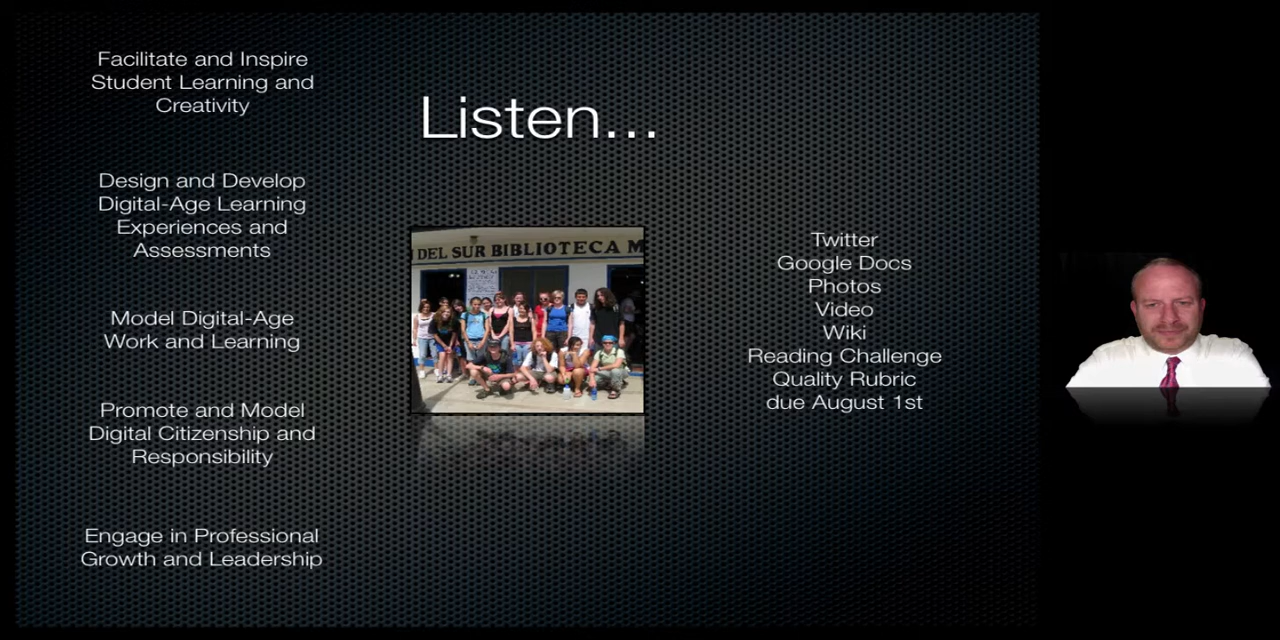 Facilitate and Inspire
Student Learning and
Creativity
Design and Develop
Digital-Age Learning
Experiences and
Assessments
Model Digital-Age
Work and Learning
Promote and Model
Digital Citizenship and
Responsibility
Engage in Professional
Growth and Leadership
Listen...
DEL SUR BIBLIOTECA M
Twitter
Google Docs
Photos
Video
Wiki
Reading Challenge
Quality Rubric
due August 1st